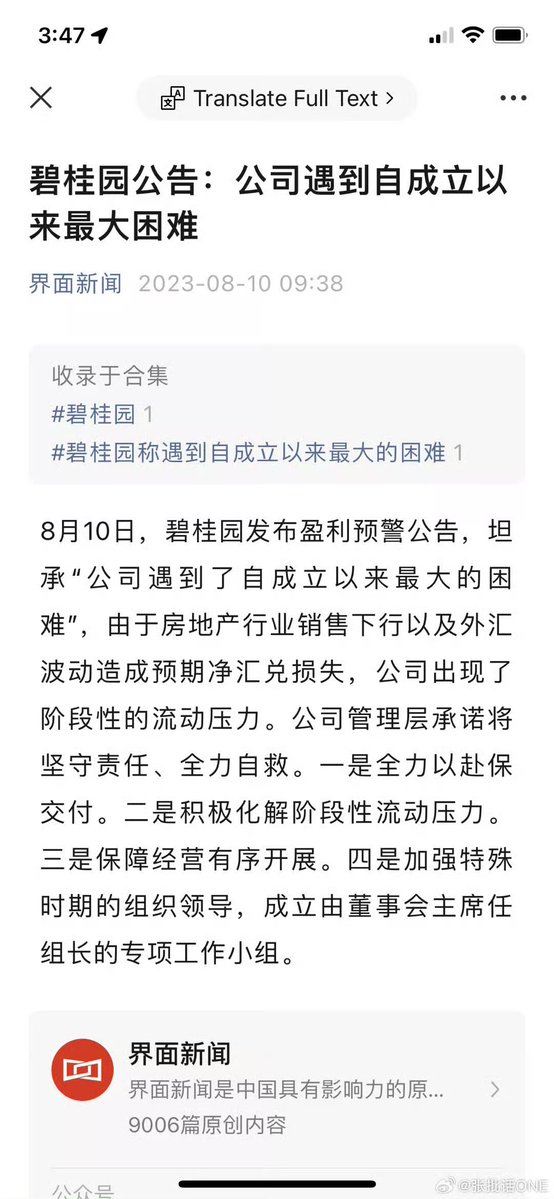 3:47
Translate Full Text
碧桂园公告：公司遇到自成立以
来最大困难
界面新闻 2023-08-10 09:38
收录于合集
#碧桂园 1
#碧桂园称遇到自成立以来最大的困难 1
8月10日，碧桂园发布盈利预警公告，坦
承“公司遇到了自成立以来最大的困
难”，由于房地产行业销售下行以及外汇
波动造成预期净汇兑损失，公司出现了
阶段性的流动压力。公司管理层承诺将
坚守责任、全力自救。一是全力以赴保
交付。二是积极化解阶段性流动压力。
三是保障经营有序开展。四是加强特殊
时期的组织领导，成立由董事会主席任
组长的专项工作小组。
界面新闻
界面新闻是中国具有影响力的原...
9006篇原创内容
公众号